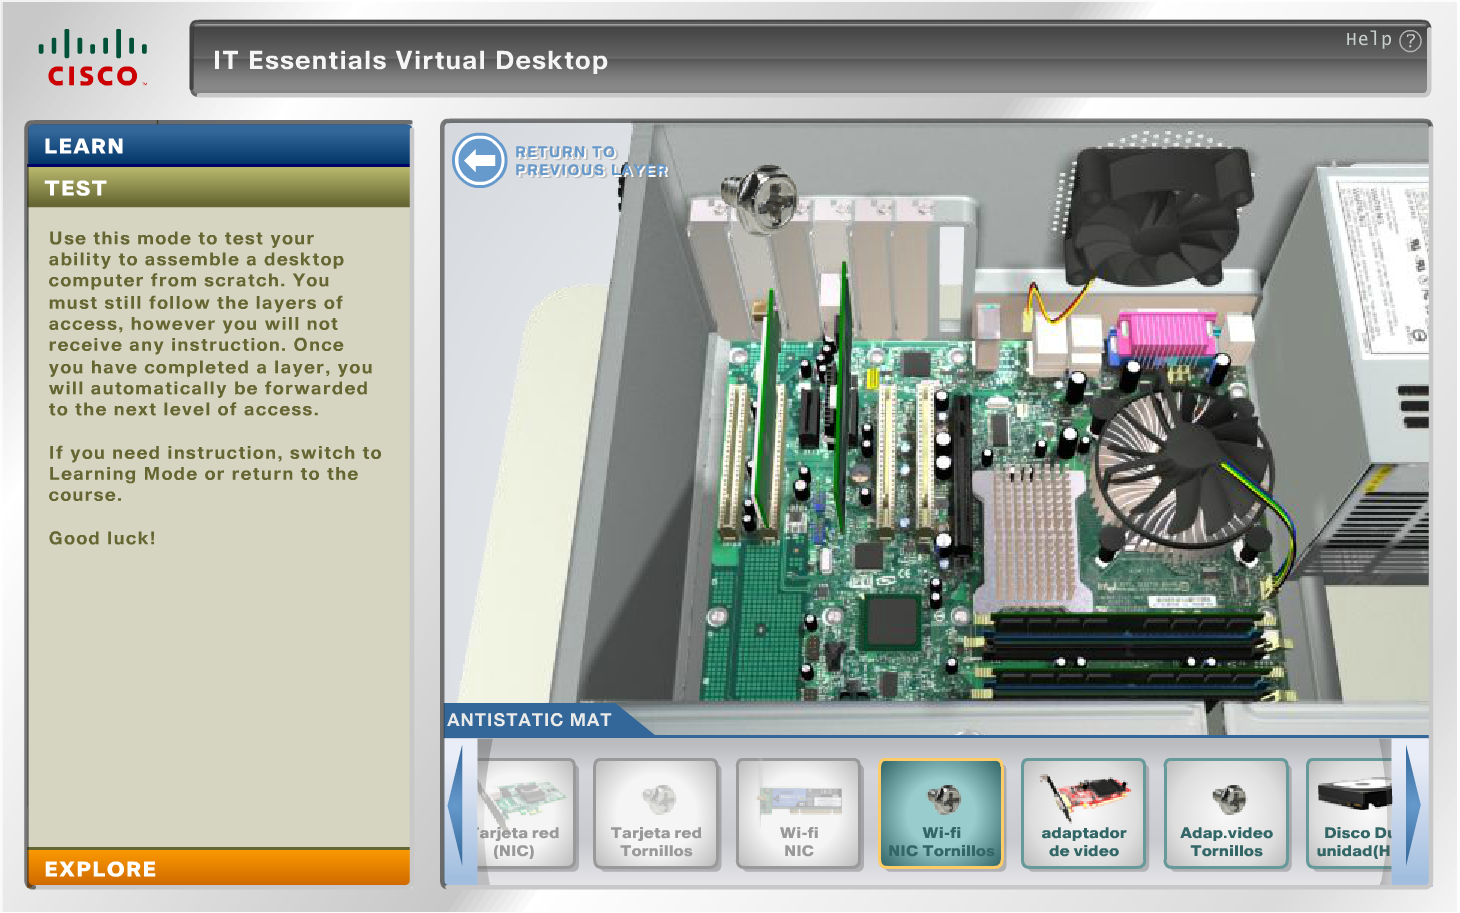 CISCO
IT Essentials Virtual Desktop
Help ?
LEARN
TEST
Use this mode to test your
ability to assemble a desktop
computer from scratch. You
must still follow the layers of
access, however you will not
receive any instruction. Once
you have completed a layer, you
will automatically be forwarded
to the next level of access.
If you need instruction, switch to
Learning Mode or return to the
course.
Good luck!
EXPLORE
RETURN TO
PREVIOUS LAYER
ANTISTATIC MAT
Tarjeta red
(NIC)
Tarjeta red
Tornillos
Wi-fi
NIC
Wi-fi
NIC Tornillos
adaptador
de video
Adap.video
Tornillos
Disco Du
unidad(H